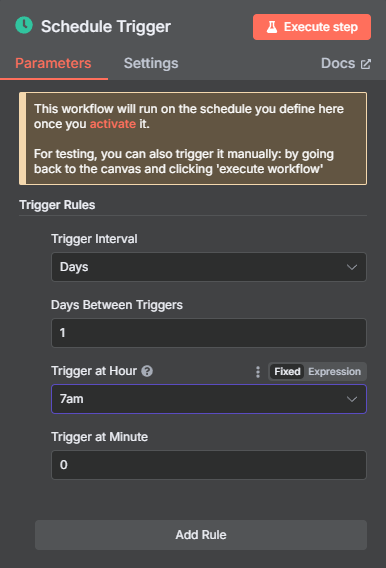 Schedule Trigger
Execute step
Parameters
Settings
Docs
This workflow will run on the schedule you define here
once you activate it.
For testing, you can also trigger it manually: by going
back to the canvas and clicking 'execute workflow'
Trigger Rules
Trigger Interval
Days
Days Between Triggers
1
Trigger at Hour
Fixed Expression
7am
Trigger at Minute
0
Add Rule